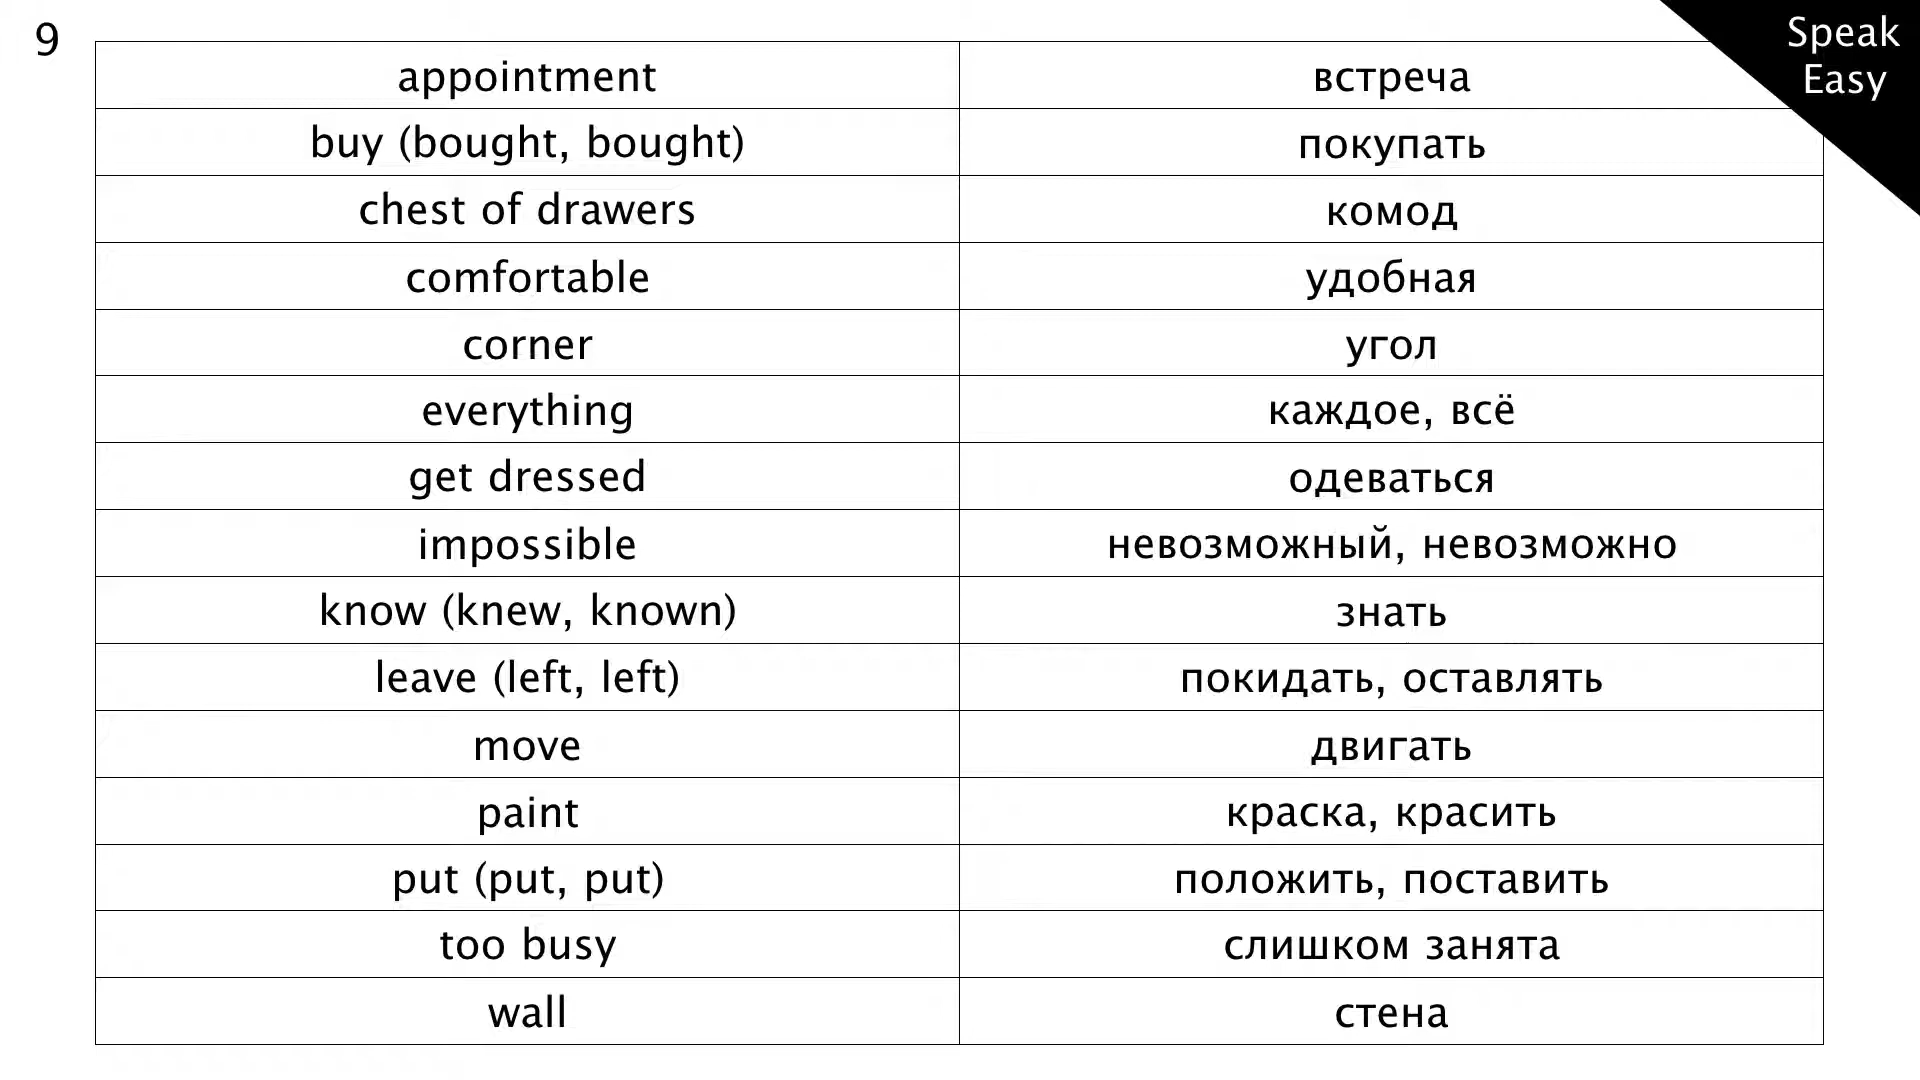 9
Speak
Easy
appointment встреча
buy (bought, bought) покупать
chest of drawers комод
comfortable удобная
corner угол
everything каждое, всё
get dressed одеваться
impossible невозможный, невозможно
know (knew, known) знать
leave (left, left) покидать, оставлять
move двигать
paint краска, красить
put (put, put) положить, поставить
too busy слишком занята
wall стена